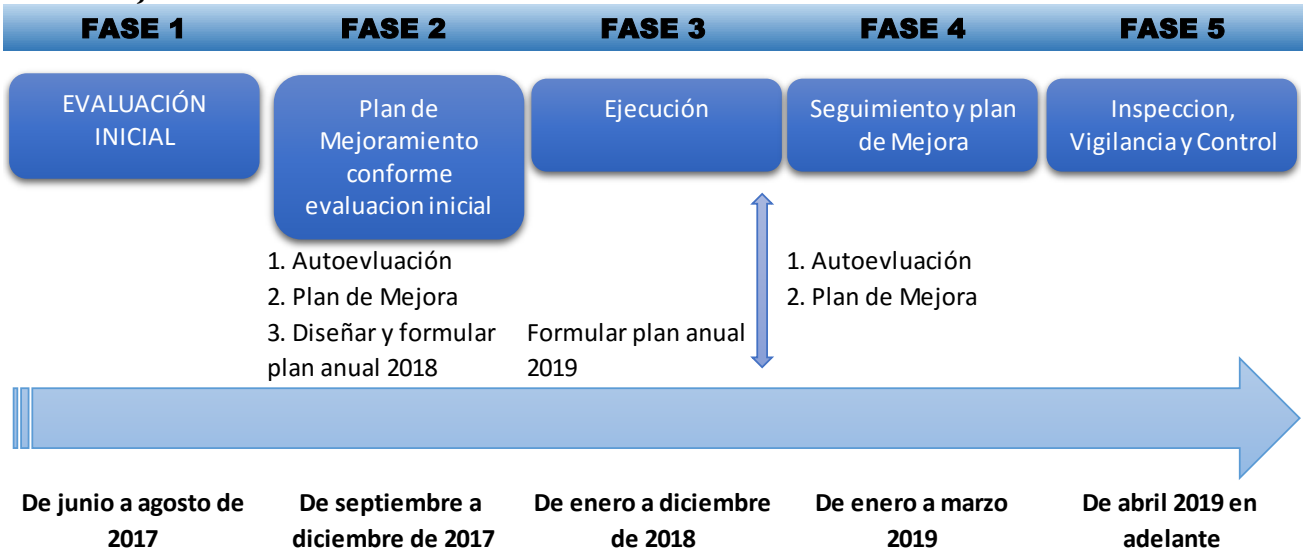 FASE 1 FASE 2 FASE 3 FASE 4 FASE 5
EVALUACIÓN
INICIAL
Plan de
Mejoramiento
conforme
evaluacion inicial
Ejecución
Seguimiento y plan
de Mejora
Inspeccion,
Vigilancia y Control
1. Autoevluación
2. Plan de Mejora
3. Diseñar y formular
plan anual 2018
Formular plan anual
2019
1. Autoevluación
2. Plan de Mejora
De junio a agosto de
2017
De septiembre a
diciembre de 2017
De enero a diciembre
de 2018
De enero a marzo
2019
De abril 2019 en
adelante